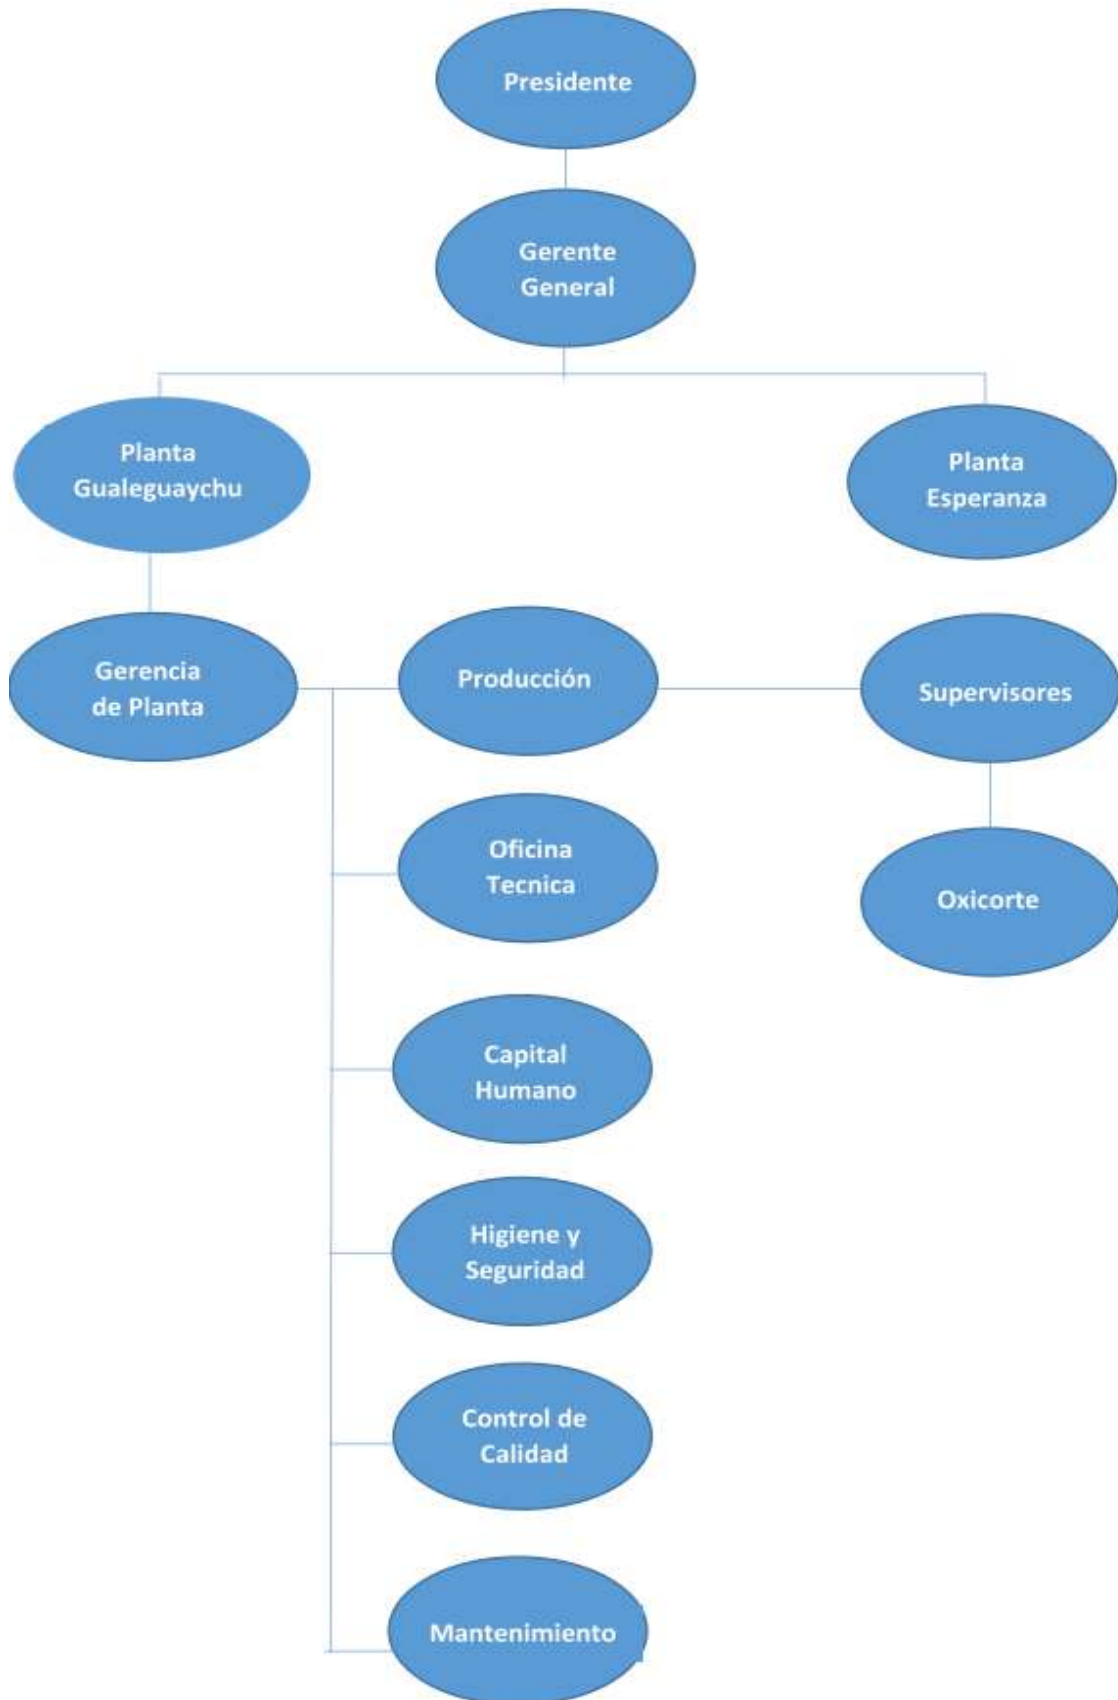 Presidente
Gerente
General
Planta
Gualeguaychu
Planta
Esperanza
Gerencia
de Planta
Producción
Supervisores
Oficina
Tecnica
Oxicorte
Capital
Humano
Higiene y
Seguridad
Control de
Calidad
Mantenimiento